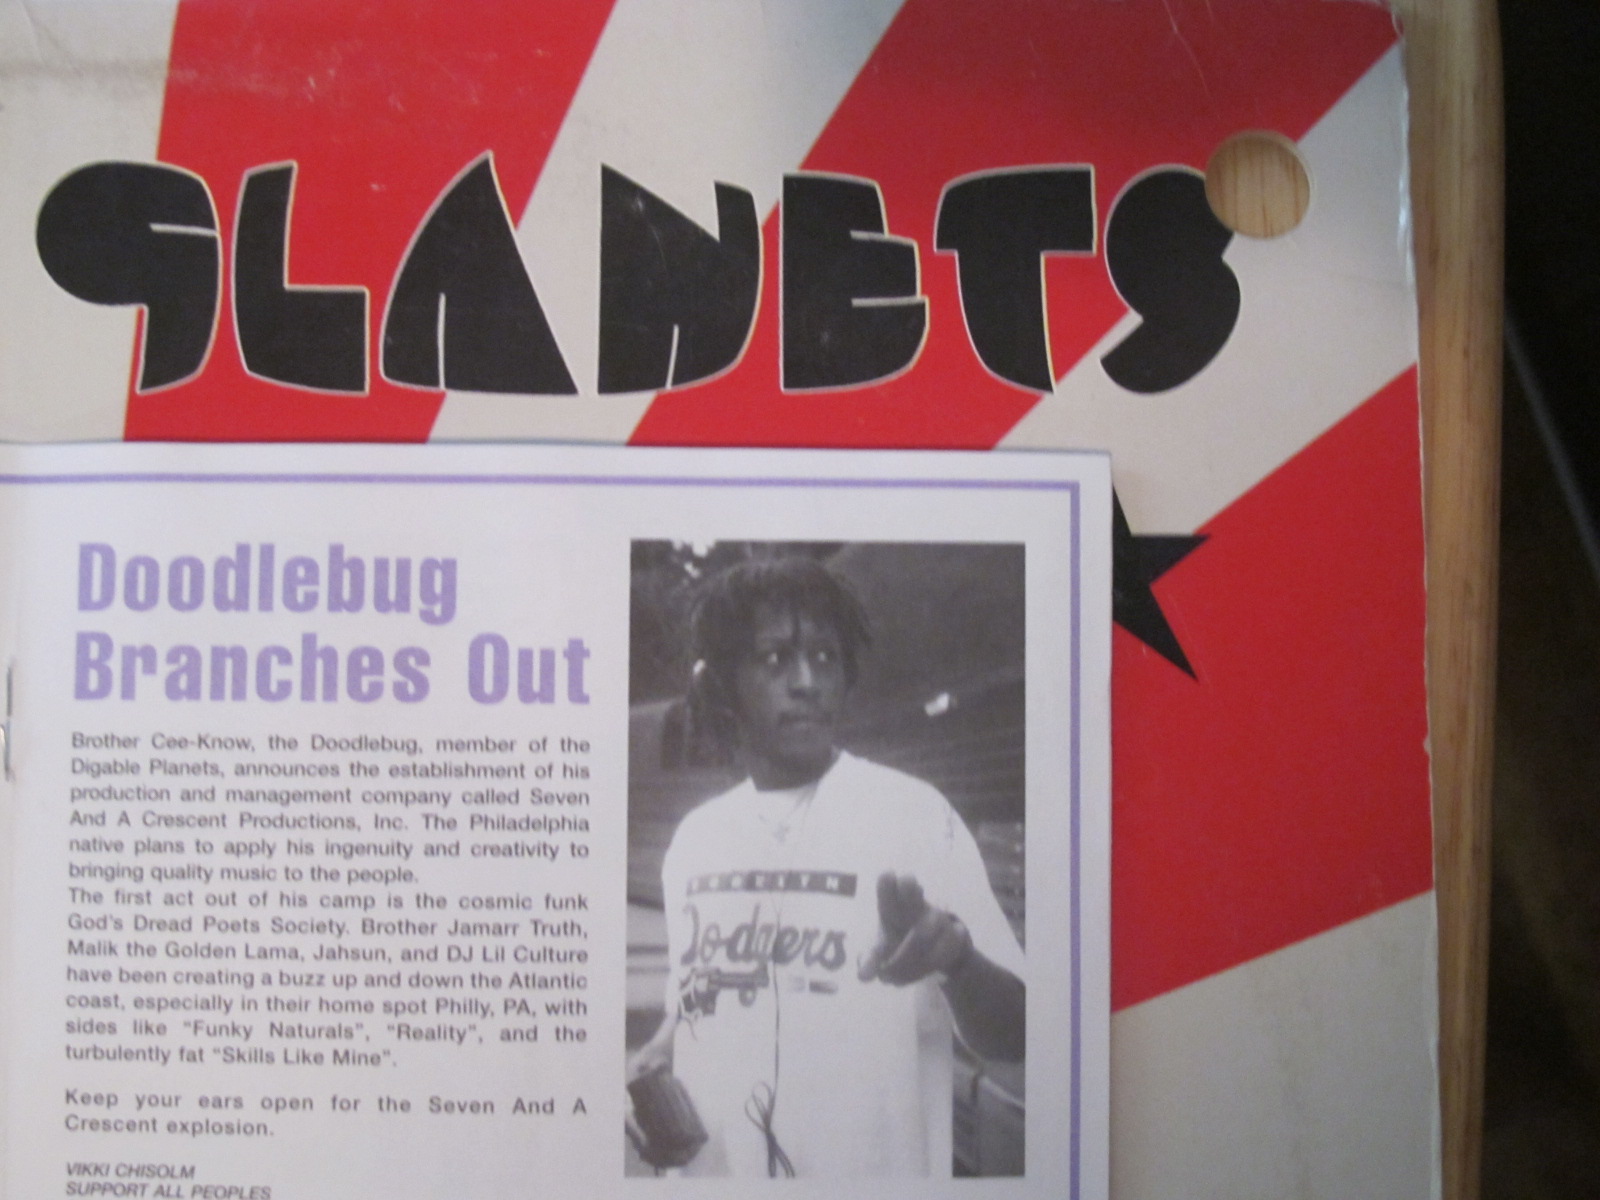 PLANETS
Doodlebug
Branches Out
Brother Cee-Know, the Doodlebug, member of the
Digable Planets, announces the establishment of his
production and management company called Seven
And A Crescent Productions, Inc. The Philadelphia
native plans to apply his ingenuity and creativity to
bringing quality music to the people.
The first act out of his camp is the cosmic funk
God's Dread Poets Society. Brother Jamarr Truth,
Malik the Golden Lama, Jahsun, and DJ Lil Culture
have been creating a buzz up and down the Atlantic
coast, especially in their home spot Philly, PA, with
sides like "Funky Naturals", "Reality", and the
turbulently fat "Skills Like Mine".
Keep your ears open for the Seven And A
Crescent explosion.
VIKKI CHISOLM
SUPPORT ALL PEOPLES
BROOKLYN
Dodgers